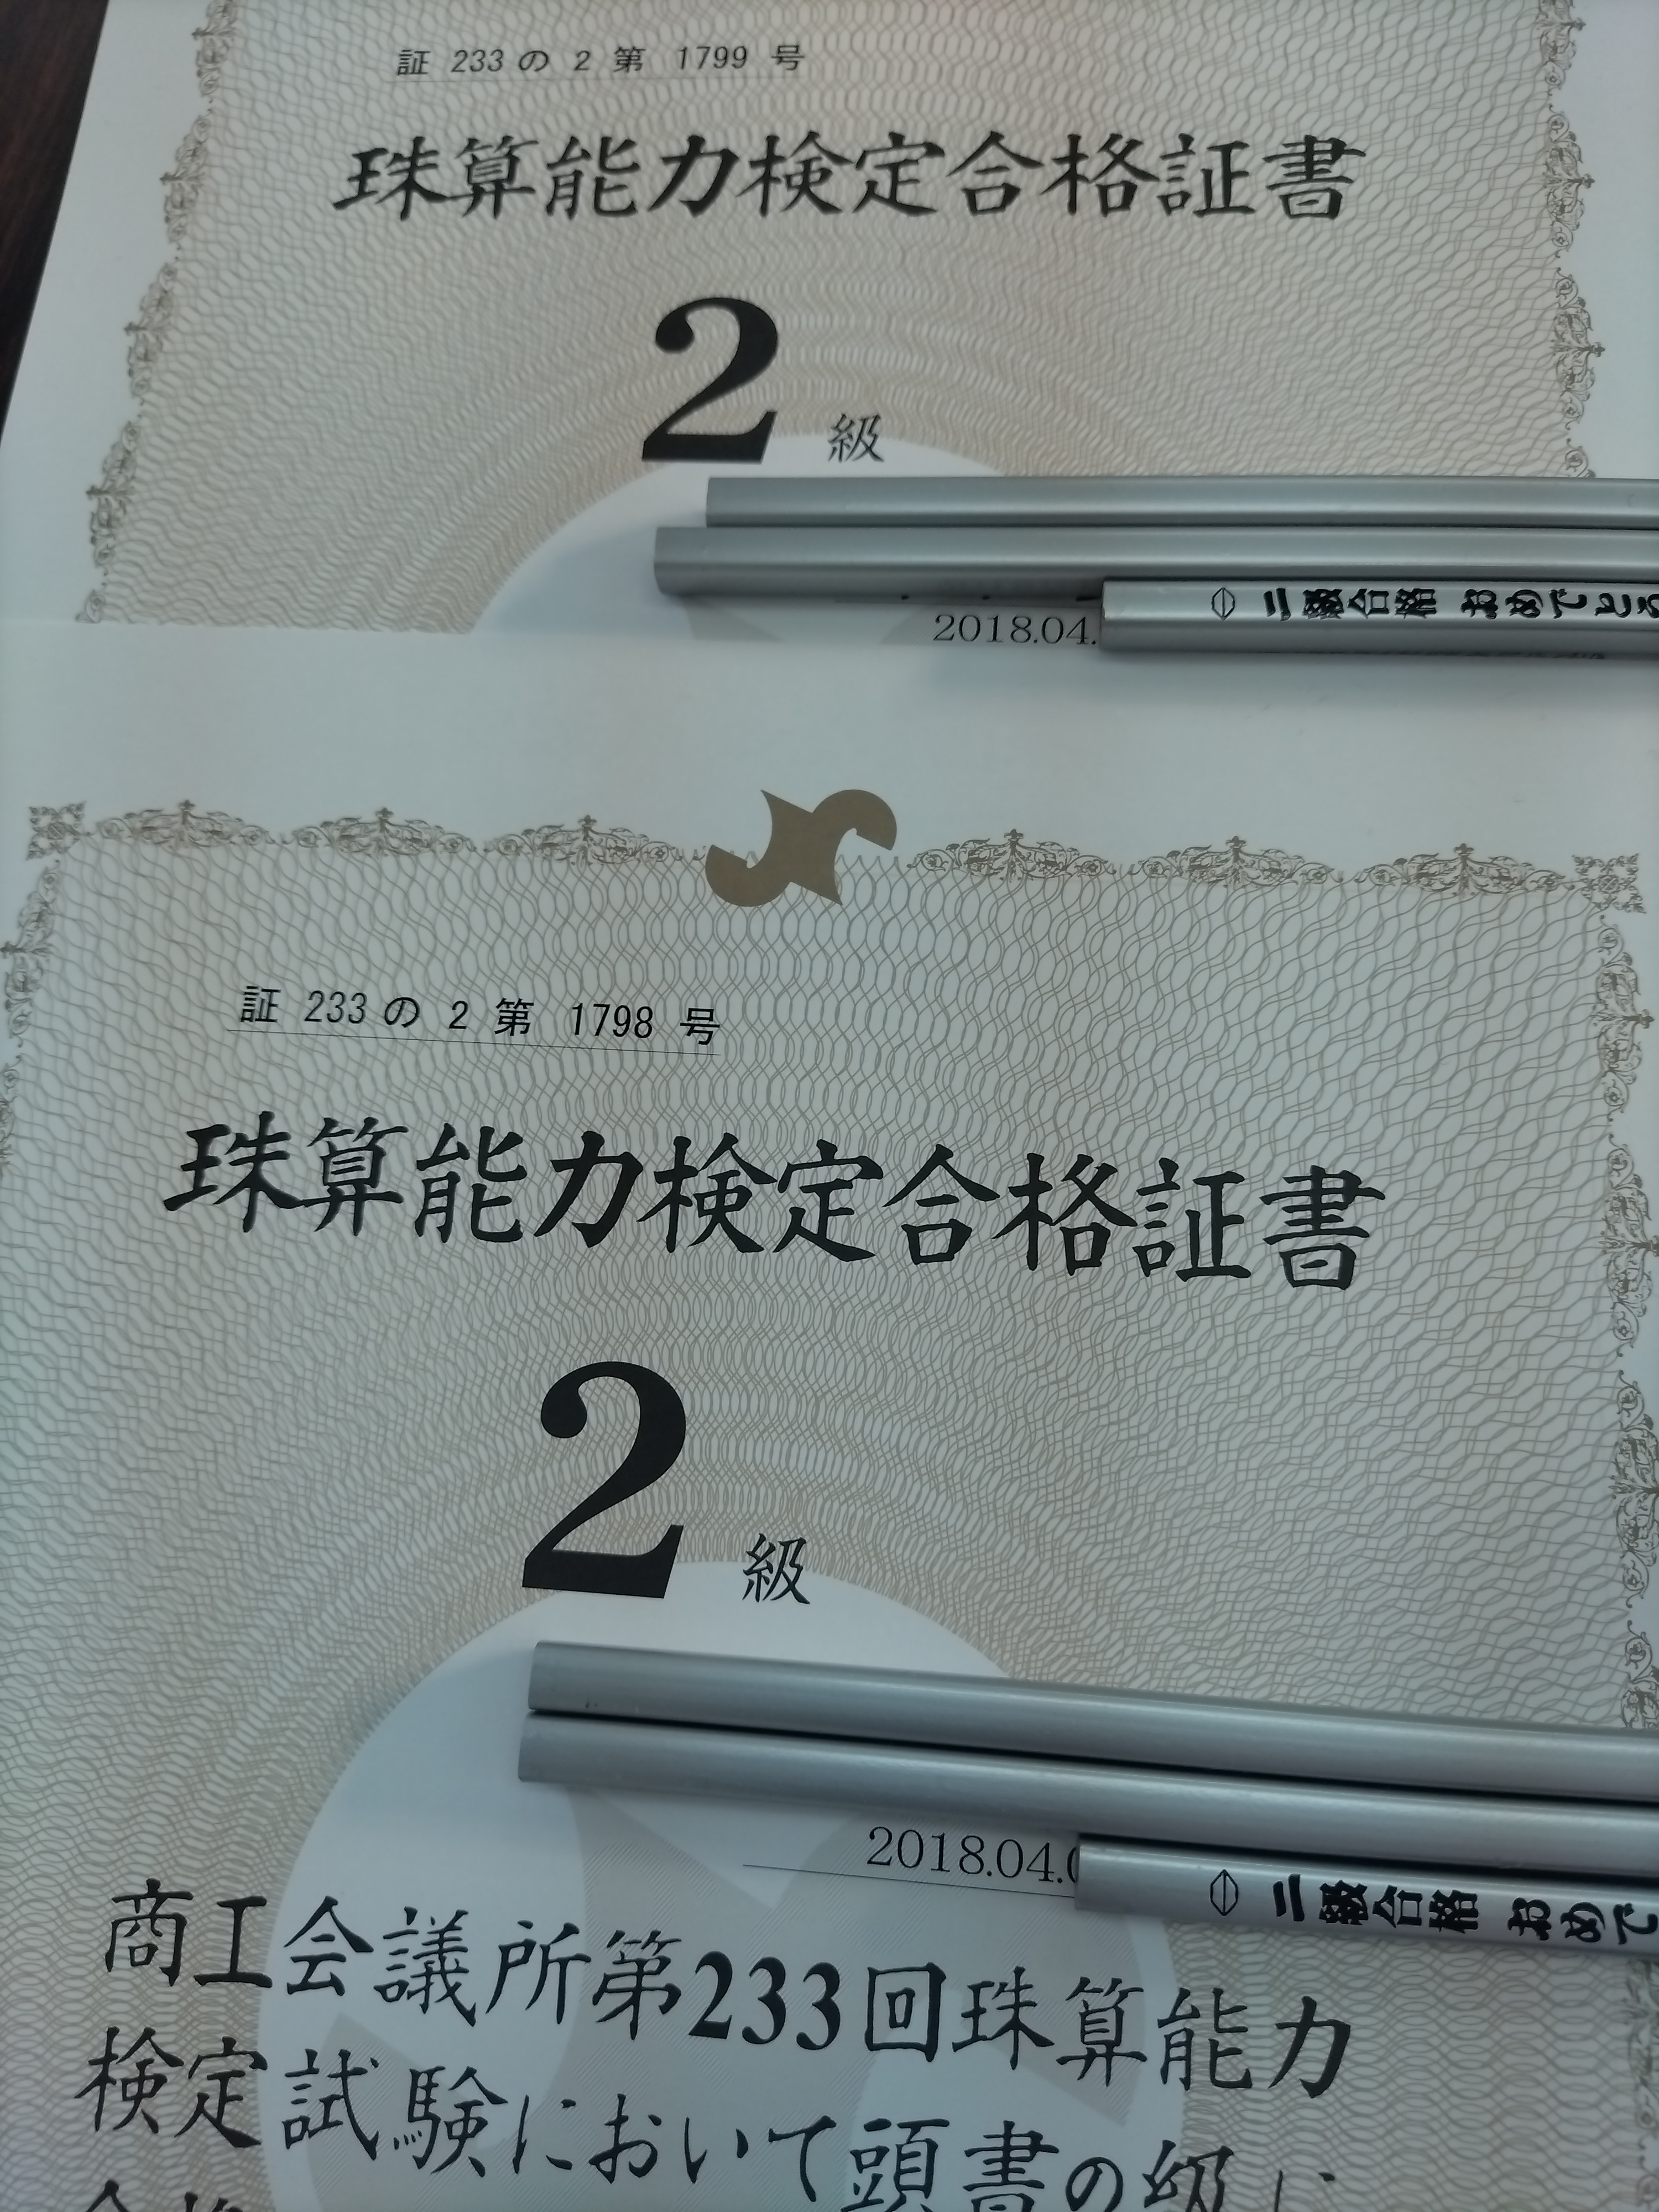 証 233 の 2 第 1799 号
珠算能力検定合格証書
2 級
二級合格 おめでとう
2018.04.
証 233 の 2 第 1798 号
珠算能力検定合格証書
2 級
2018.04.0
二級合格 おめで
商工会議所第233回珠算能力
検定試験において頭書の級に